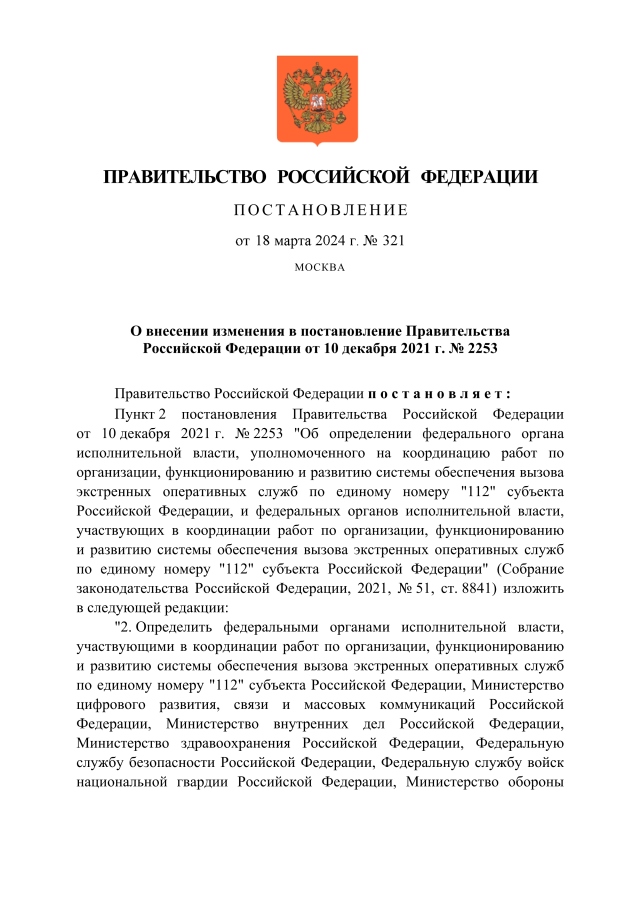 ПРАВИТЕЛЬСТВО РОССИЙСКОЙ ФЕДЕРАЦИИ
ПОСТАНОВЛЕНИЕ
от 18 марта 2024 г. № 321
МОСКВА
О внесении изменения в постановление Правительства
Российской Федерации от 10 декабря 2021 г. № 2253
Правительство Российской Федерации постановляет:
Пункт 2 постановления Правительства Российской Федерации
от 10 декабря 2021 г. № 2253 "Об определении федерального органа
исполнительной власти, уполномоченного на координацию работ по
организации, функционированию и развитию системы обеспечения вызова
экстренных оперативных служб по единому номеру "112" субъекта
Российской Федерации, и федеральных органов исполнительной власти,
участвующих в координации работ по организации, функционированию
и развитию системы обеспечения вызова экстренных оперативных служб
по единому номеру "112" субъекта Российской Федерации" (Собрание
законодательства Российской Федерации, 2021, № 51, ст. 8841) изложить
в следующей редакции:
"2. Определить федеральными органами исполнительной власти,
участвующими в координации работ по организации, функционированию
и развитию системы обеспечения вызова экстренных оперативных служб
по единому номеру "112" субъекта Российской Федерации, Министерство
цифрового развития, связи и массовых коммуникаций Российской
Федерации, Министерство внутренних дел Российской Федерации,
Министерство здравоохранения Российской Федерации, Федеральную
службу безопасности Российской Федерации, Федеральную службу войск
национальной гвардии Российской Федерации, Министерство обороны